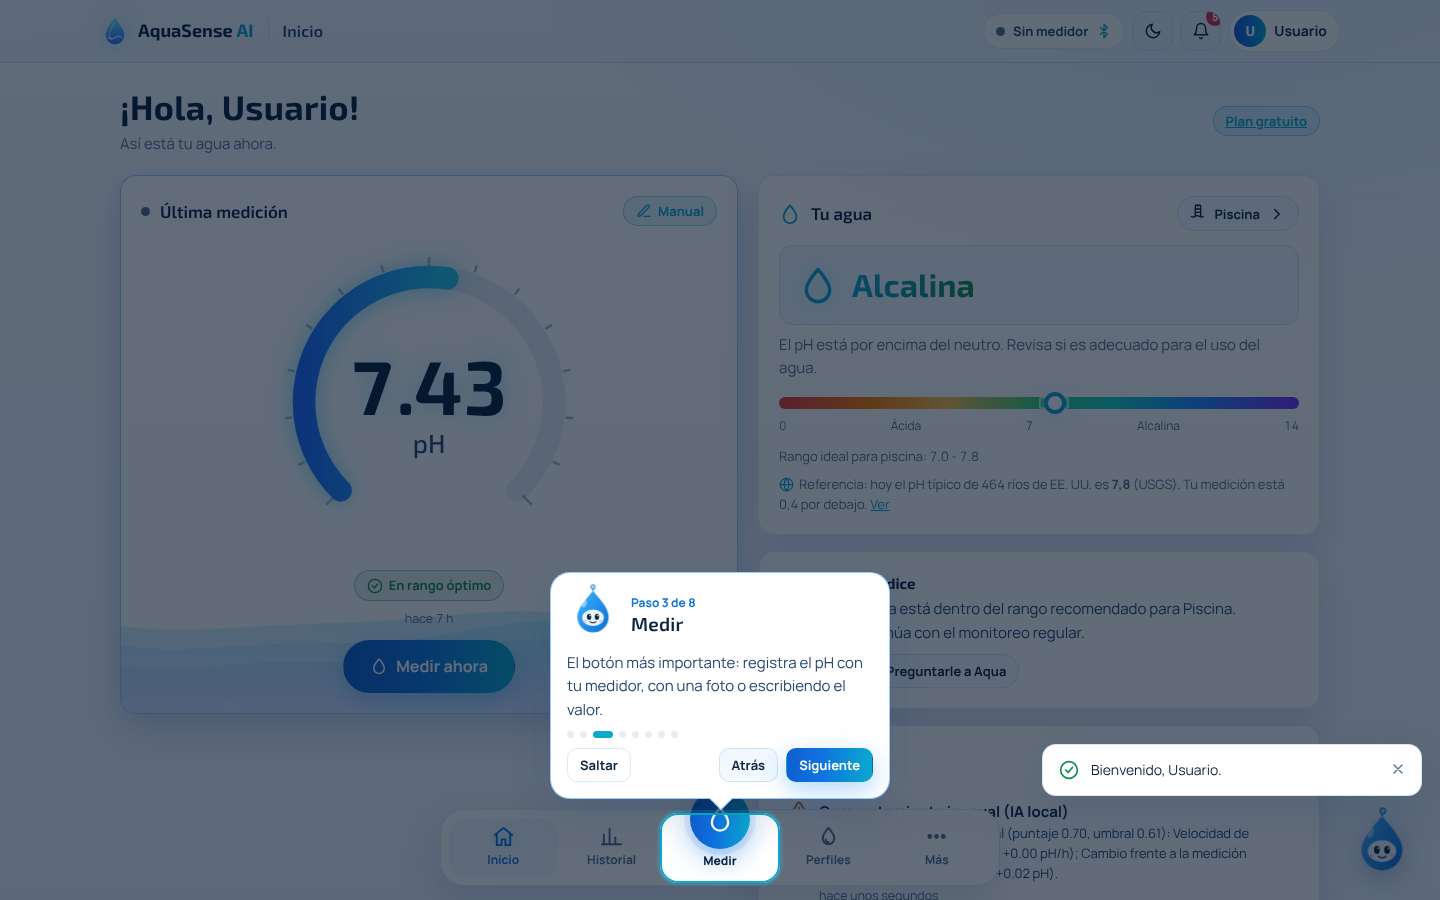 AquaSense AI
Inicio
Sin medidor
5
U
Usuario
¡Hola, Usuario!
Así está tu agua ahora.
Plan gratuito
Última medición
Manual
7.43
pH
En rango óptimo
hace 7 h
Medir ahora
Tu agua
Piscina
Alcalina
El pH está por encima del neutro. Revisa si es adecuado para el uso del
agua.
0 Ácida 7 Alcalina 14
Rango ideal para piscina: 7.0 - 7.8
Referencia: hoy el pH típico de 464 ríos de EE. UU. es 7,8 (USGS). Tu medición está
0,4 por debajo. Ver
está dentro del rango recomendado para Piscina.
con el monitoreo regular.
Preguntarle a Aqua
Paso 3 de 8
Medir
El botón más importante: registra el pH con
tu medidor, con una foto o escribiendo el
valor.
Saltar
Atrás
Siguiente
Bienvenido, Usuario.
(IA local)
(puntaje 0.70, umbral 0.61): Velocidad de
+0.00 pH/h); Cambio frente a la medición
+0.02 pH).
hace unos segundos
Inicio
Historial
Medir
Perfiles
Más